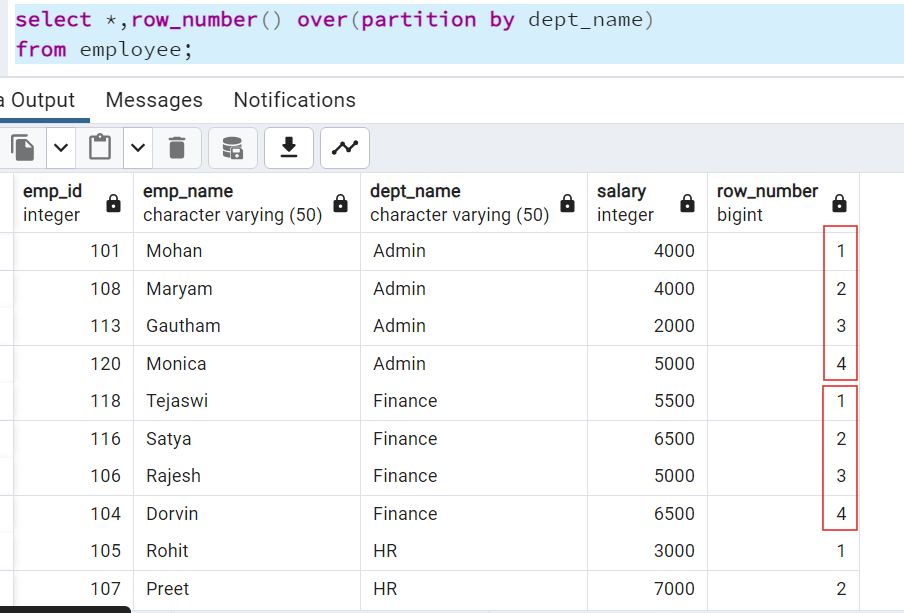 select *,row_number() over(partition by dept_name)
from employee;
a Output Messages Notifications
emp_id emp_name dept_name salary row_number
integer character varying (50) character varying (50) integer bigint
101 Mohan Admin 4000 1
108 Maryam Admin 4000 2
113 Gautham Admin 2000 3
120 Monica Admin 5000 4
118 Tejaswi Finance 5500 1
116 Satya Finance 6500 2
106 Rajesh Finance 5000 3
104 Dorvin Finance 6500 4
105 Rohit HR 3000 1
107 Preet HR 7000 2